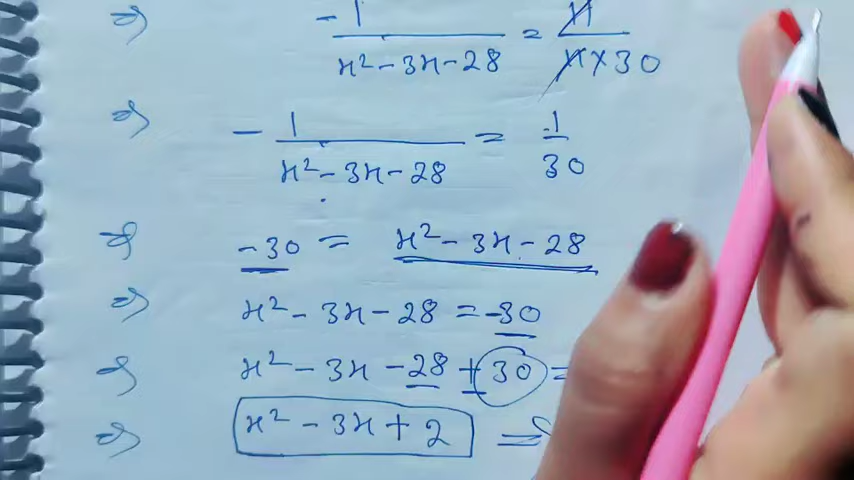 ⇒ - 1 / x² - 3x - 28 = 11 / 11 × 30
⇒ - 1 / x² - 3x - 28 = 1 / 30
⇒ -30 = x² - 3x - 28
⇒ x² - 3x - 28 = -30
⇒ x² - 3x - 28 + 30 =
⇒ x² - 3x + 2 =